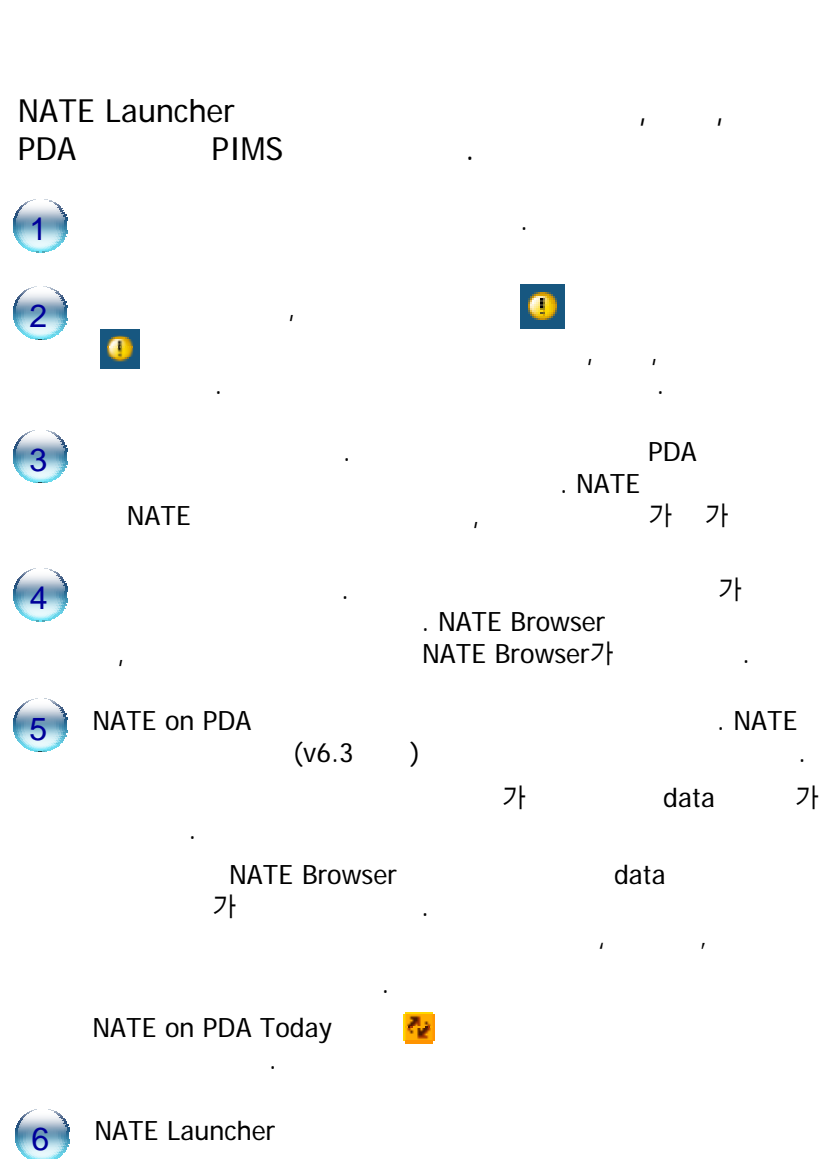 NATE Launcher , ,
PDA PIMS .
1 .
2 ,
, ,
. .
3 . PDA
. NATE
NATE , 가 가
4 . 가
. NATE Browser
, NATE Browser가 .
5 NATE on PDA . NATE
(v6.3 ) .
가 data 가
.
NATE Browser data
가 .
, ,
.
NATE on PDA Today
.
6 NATE Launcher